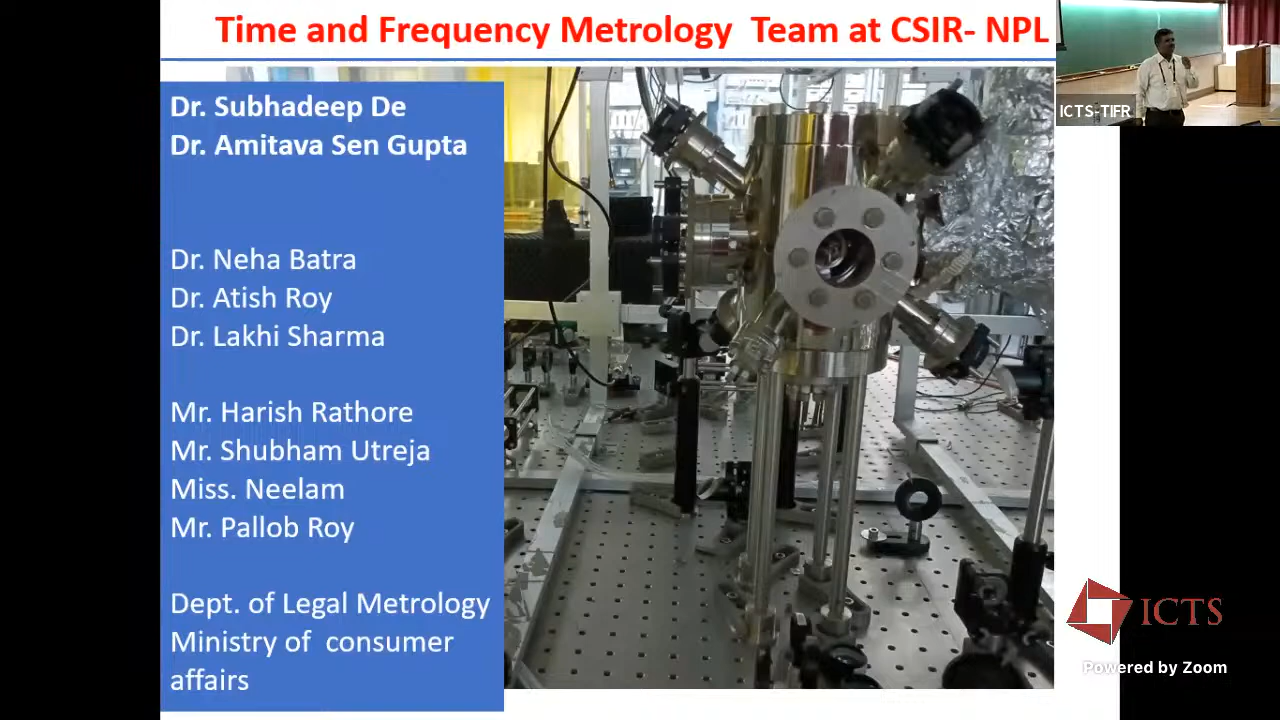 Time and Frequency Metrology Team at CSIR- NPL
ICTS-TIFR
Dr. Subhadeep De
Dr. Amitava Sen Gupta
Dr. Neha Batra
Dr. Atish Roy
Dr. Lakhi Sharma
Mr. Harish Rathore
Mr. Shubham Utreja
Miss. Neelam
Mr. Pallob Roy
Dept. of Legal Metrology
Ministry of consumer
affairs
ICTS
Powered by Zoom